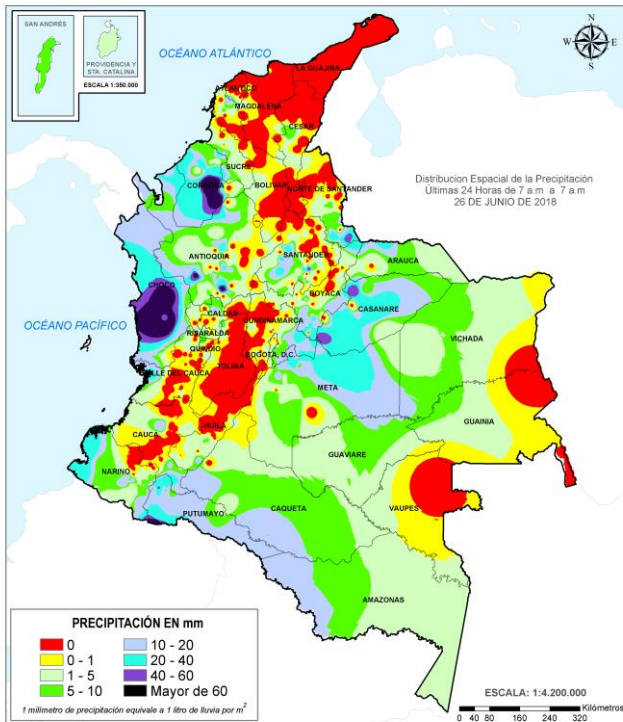 SAN ANDRÉS
PROVIDENCIA Y
STA. CATALINA
ESCALA 1:350.000
OCÉANO ATLÁNTICO
N
W
E
S
LA GUAJIRA
ATLANTICO
MAGDALENA
CESAR
SUCRE
Distribucion Espacial de la Precipitación
Últimas 24 Horas de 7 a.m a 7 a.m
26 DE JUNIO DE 2018
CORDOBA
BOLIVAR
NORTE DE SANTANDER
ANTIOQUIA
SANTANDER
ARAUCA
CHOCO
BOYACA
CASANARE
OCÉANO PACÍFICO
CALDAS
CUNDINAMARCA
RISARALDA
VICHADA
QUINDIO
BOGOTA, D.C.
TOLIMA
VALLE DEL CAUCA
META
GUAINIA
CAUCA
HUILA
GUAVIARE
NARIÑO
PUTUMAYO
CAQUETA
VAUPES
AMAZONAS
PRECIPITACIÓN EN mm
0
10 - 20
0 - 1
20 - 40
1 - 5
40 - 60
5 - 10
Mayor de 60
1 milimetro de precipitación equivale a 1 litro de lluvia por m²
ESCALA: 1:4.200.000
Kilómetros
0 40 80 160 240 320